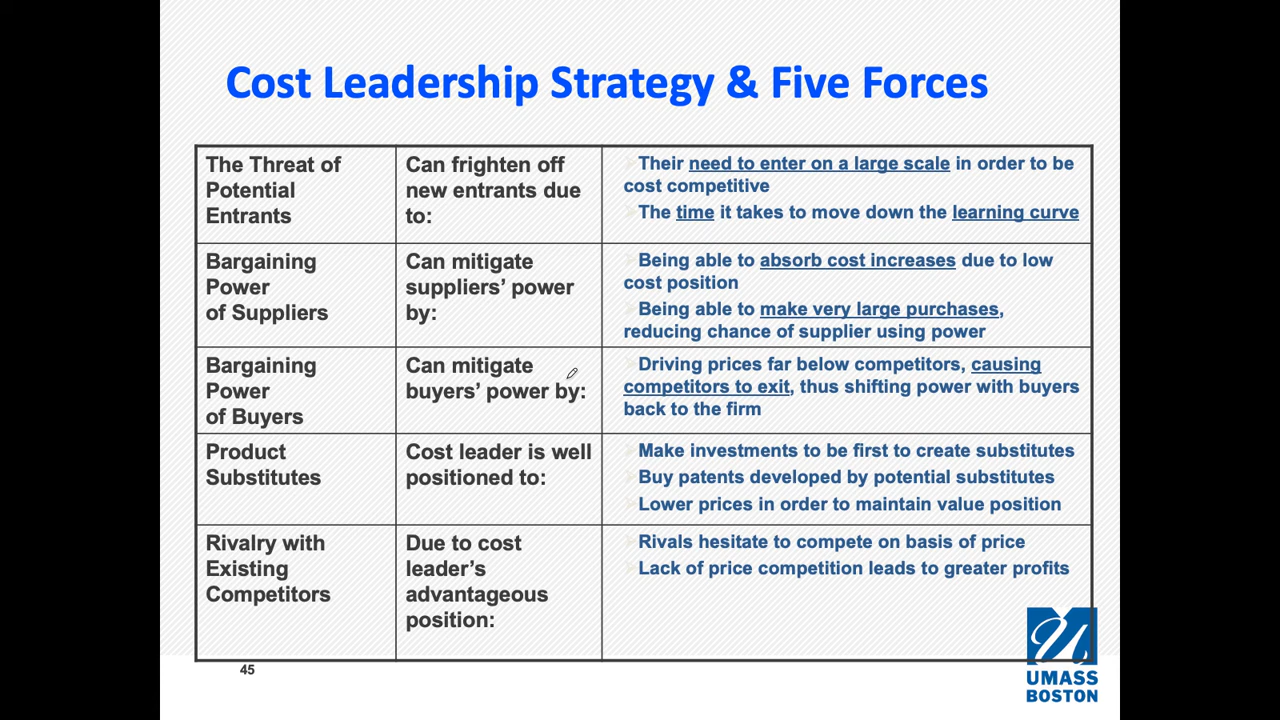 Cost Leadership Strategy & Five Forces
The Threat of
Potential
Entrants
Can frighten off
new entrants due
to:
Their need to enter on a large scale in order to be
cost competitive
The time it takes to move down the learning curve
Bargaining
Power
of Suppliers
Can mitigate
suppliers’ power
by:
Being able to absorb cost increases due to low
cost position
Being able to make very large purchases,
reducing chance of supplier using power
Bargaining
Power
of Buyers
Can mitigate
buyers’ power by:
Driving prices far below competitors, causing
competitors to exit, thus shifting power with buyers
back to the firm
Product
Substitutes
Cost leader is well
positioned to:
Make investments to be first to create substitutes
Buy patents developed by potential substitutes
Lower prices in order to maintain value position
Rivalry with
Existing
Competitors
Due to cost
leader’s
advantageous
position:
Rivals hesitate to compete on basis of price
Lack of price competition leads to greater profits
45
UMASS
BOSTON